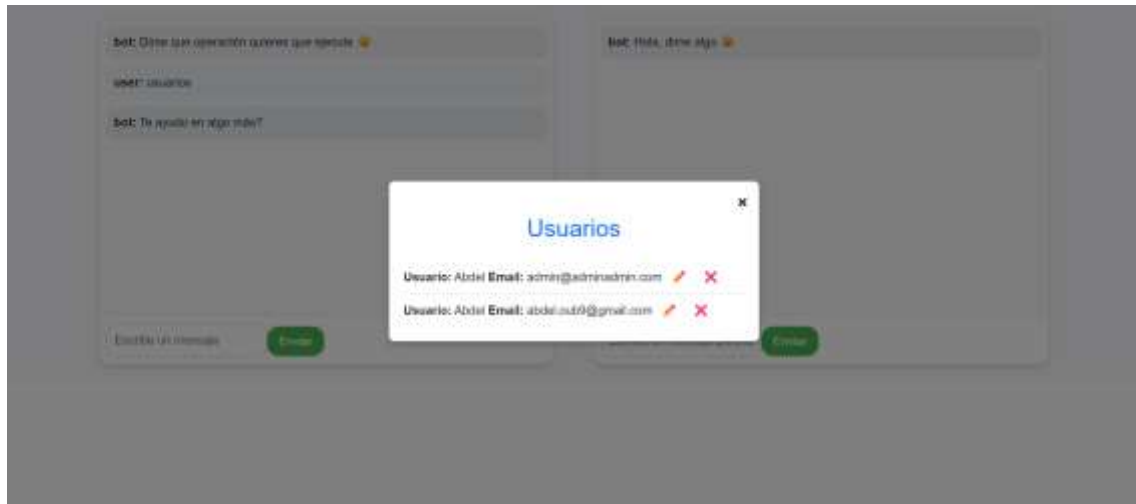 bot: Dime que operación quieres que ejecute
bot: Hola, dime algo
user: usuarios
bot: Te ayudo en algo más?
Usuarios
Usuario: Abdel Email: admin@adminadmin.com
Usuario: Abdel Email: abdel.oub9@gmail.com
Escribe un mensaje
Enviar
Enviar